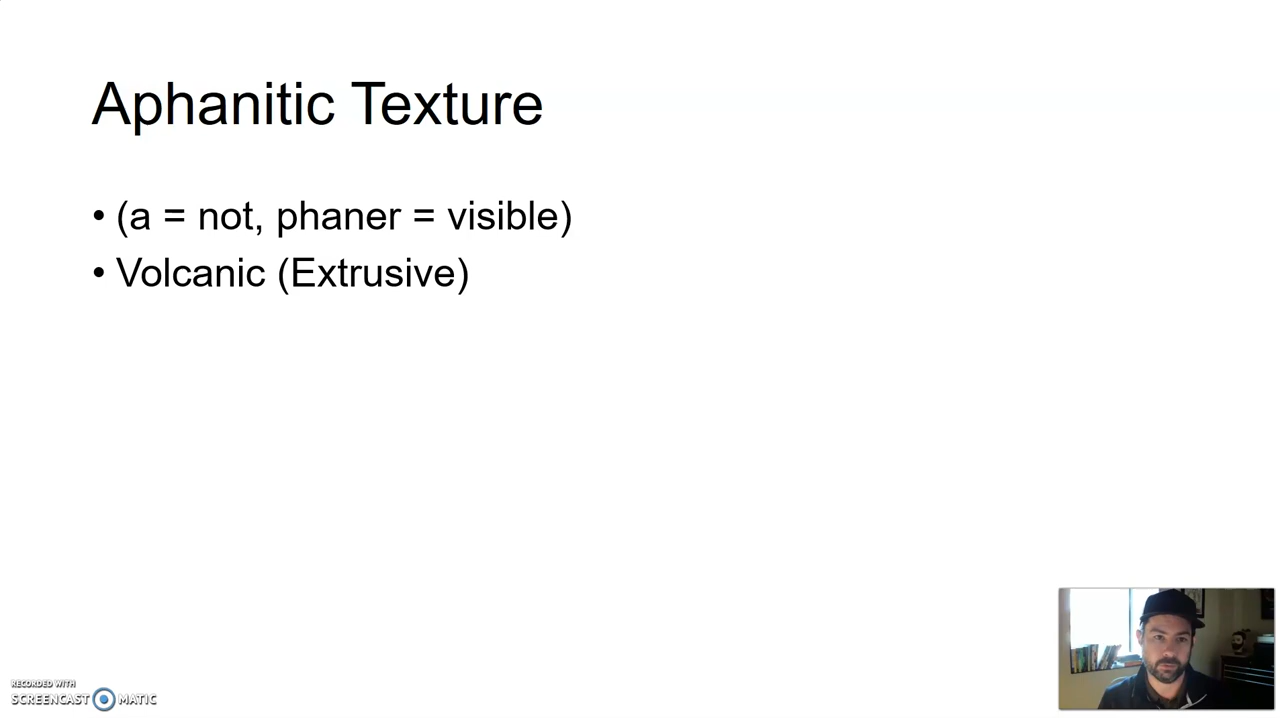 Aphanitic Texture
• (a = not, phaner = visible)
• Volcanic (Extrusive)
RECORDED WITH
SCREENCAST MATIC